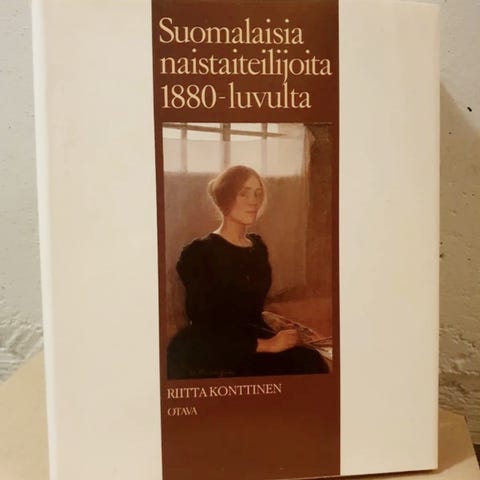 Suomalaisia
naistaiteilijoita
1880-luvulta
RIITTA KONTTINEN
OTAVA